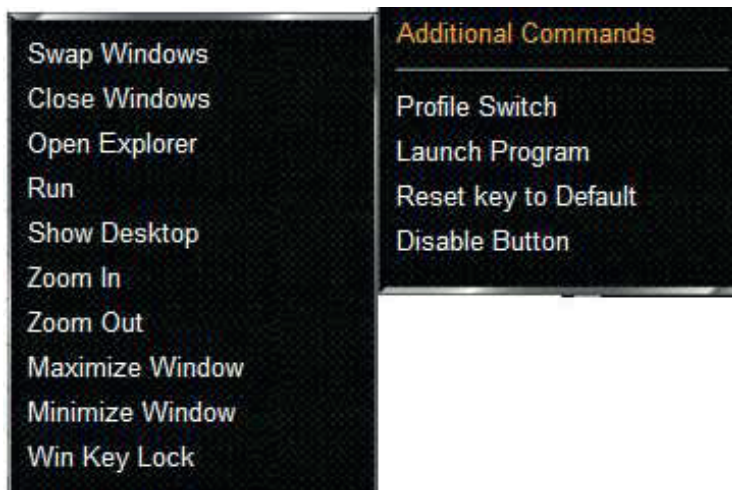 Swap Windows
Close Windows
Open Explorer
Run
Show Desktop
Zoom In
Zoom Out
Maximize Window
Minimize Window
Win Key Lock
Additional Commands
Profile Switch
Launch Program
Reset key to Default
Disable Button